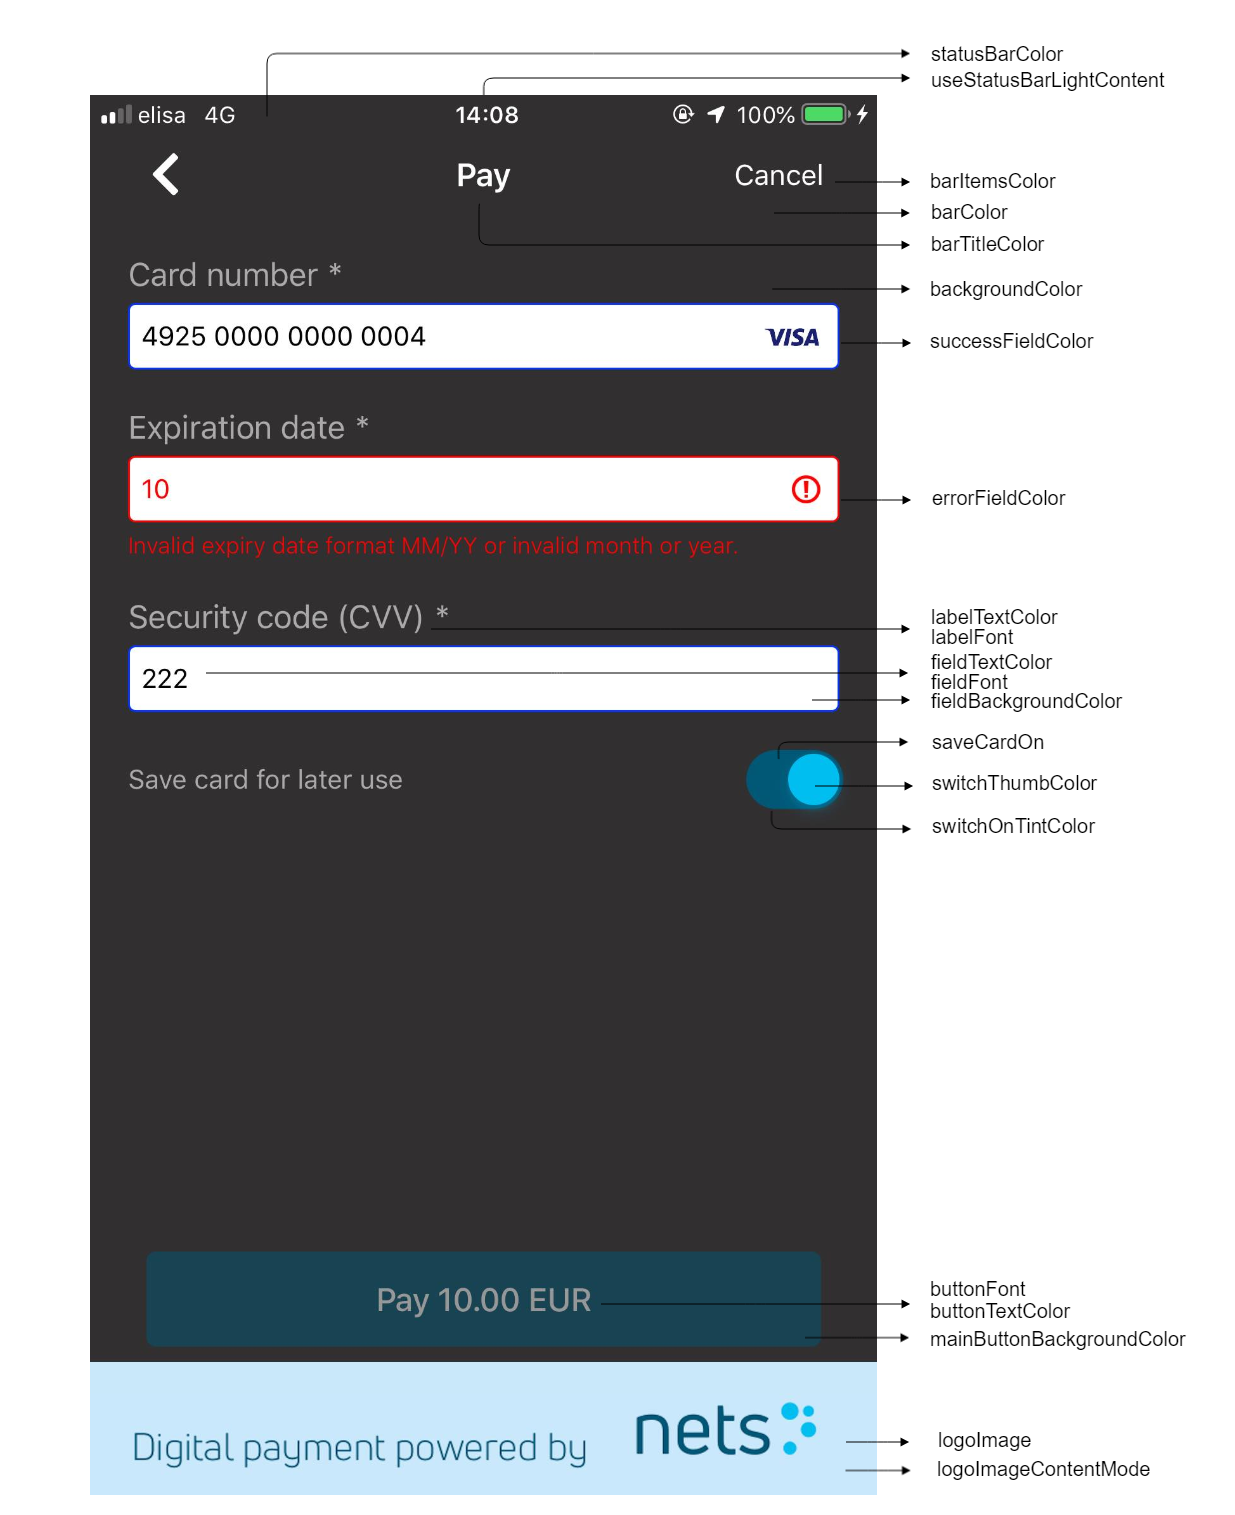 statusBarColor
useStatusBarLightContent
elisa 4G 14:08 100%
Pay Cancel
barItemsColor
barColor
barTitleColor
Card number *
backgroundColor
4925 0000 0000 0004 VISA
successFieldColor
Expiration date *
10
errorFieldColor
Invalid expiry date format MM/YY or invalid month or year.
Security code (CVV) *
labelTextColor
labelFont
222
fieldTextColor
fieldFont
fieldBackgroundColor
saveCardOn
Save card for later use
switchThumbColor
switchOnTintColor
Pay 10.00 EUR
buttonFont
buttonTextColor
mainButtonBackgroundColor
Digital payment powered by nets
logoImage
logoImageContentMode